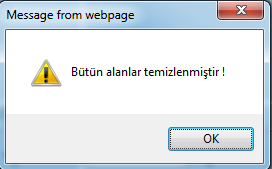 Message from webpage
Bütün alanlar temizlenmiştir !
OK